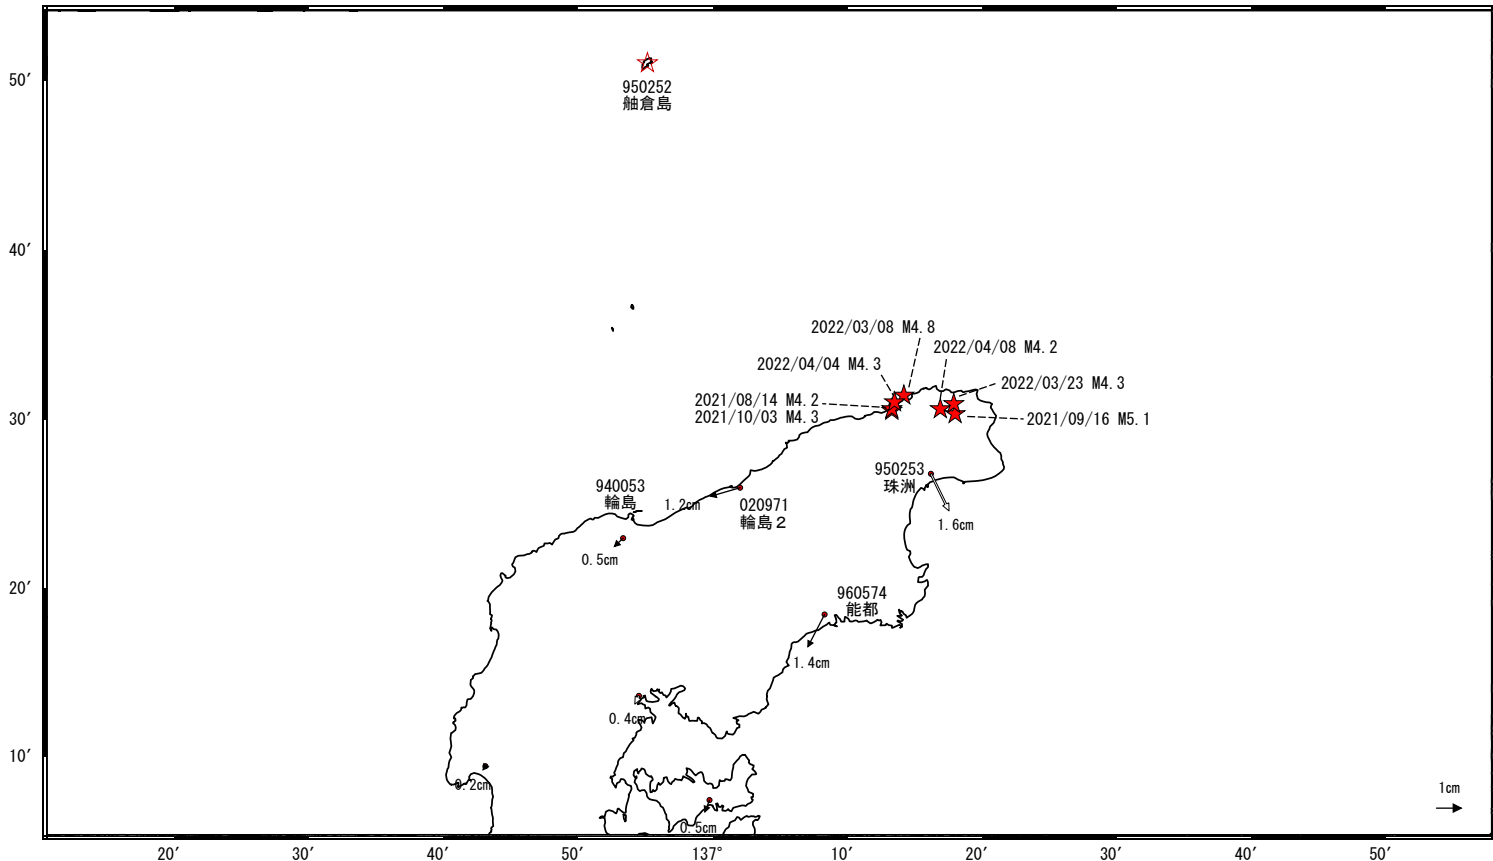 50′
950252
舳倉島
40′
2022/03/08 M4.8
2022/04/08 M4.2
2022/04/04 M4.3
2022/03/23 M4.3
2021/08/14 M4.2
2021/10/03 M4.3
30′
2021/09/16 M5.1
950253
珠洲
940053
輪島
1.2cm
020971
輪島２
1.6cm
0.5cm
20′
960574
能都
1.4cm
0.4cm
10′
0.2cm
1cm
0.5cm
20′
30′
40′
50′
137°
10′
20′
30′
40′
50′